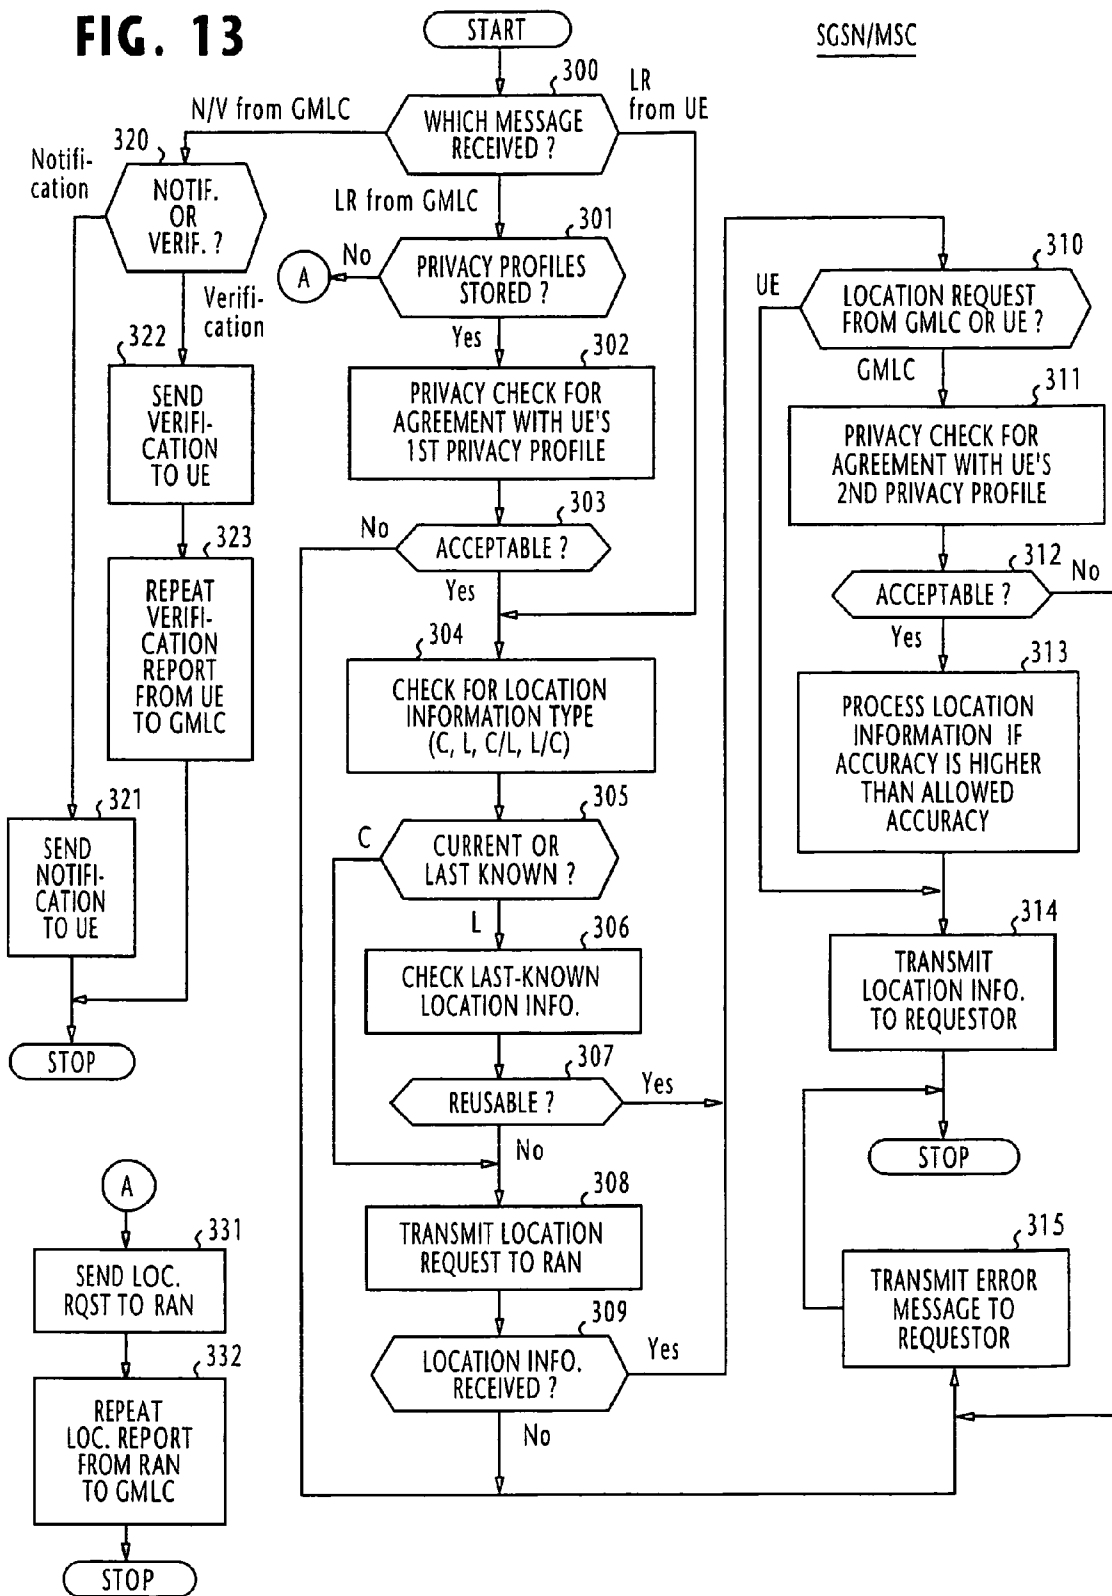 FIG. 13
START
SGSN/MSC
300
WHICH MESSAGE
RECEIVED ?
N/V from GMLC
LR
from UE
LR from GMLC
320
Notifi-
cation
NOTIF.
OR
VERIF. ?
Verifi-
cation
322
SEND
VERIFI-
CATION
TO UE
323
REPEAT
VERIFI-
CATION
REPORT
FROM UE
TO GMLC
321
SEND
NOTIFI-
CATION
TO UE
STOP
301
A
No
PRIVACY PROFILES
STORED ?
Yes
302
PRIVACY CHECK FOR
AGREEMENT WITH UE'S
1ST PRIVACY PROFILE
303
No
ACCEPTABLE ?
Yes
304
CHECK FOR LOCATION
INFORMATION TYPE
(C, L, C/L, L/C)
305
C
CURRENT OR
LAST KNOWN ?
L
306
CHECK LAST-KNOWN
LOCATION INFO.
307
REUSABLE ?
Yes
No
308
TRANSMIT LOCATION
REQUEST TO RAN
309
LOCATION INFO.
RECEIVED ?
Yes
No
310
UE
LOCATION REQUEST
FROM GMLC OR UE ?
GMLC
311
PRIVACY CHECK FOR
AGREEMENT WITH UE'S
2ND PRIVACY PROFILE
312
ACCEPTABLE ?
No
Yes
313
PROCESS LOCATION
INFORMATION IF
ACCURACY IS HIGHER
THAN ALLOWED
ACCURACY
314
TRANSMIT
LOCATION INFO.
TO REQUESTOR
STOP
315
TRANSMIT ERROR
MESSAGE TO
REQUESTOR
A
331
SEND LOC.
RQST TO RAN
332
REPEAT
LOC. REPORT
FROM RAN
TO GMLC
STOP